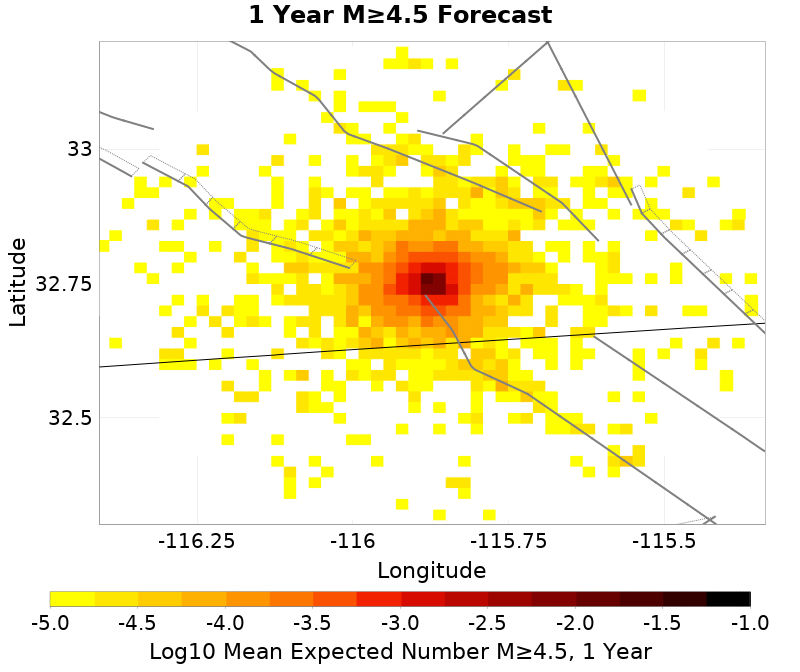 1 Year M≥4.5 Forecast
33
32.75
32.5
Latitude
-116.25 -116 -115.75 -115.5
Longitude
-5.0 -4.5 -4.0 -3.5 -3.0 -2.5 -2.0 -1.5 -1.0
Log10 Mean Expected Number M≥4.5, 1 Year